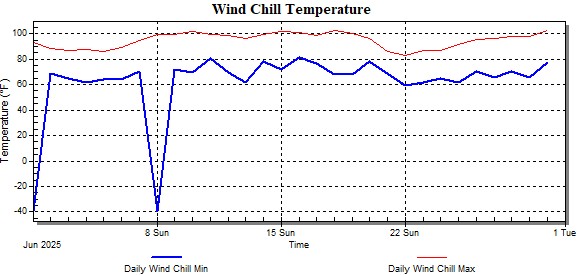 Wind Chill Temperature
Temperature (°F)
100
80
60
40
20
0
-20
-40
8 Sun
15 Sun
22 Sun
1 Tue
Jun 2025
Time
Daily Wind Chill Min
Daily Wind Chill Max